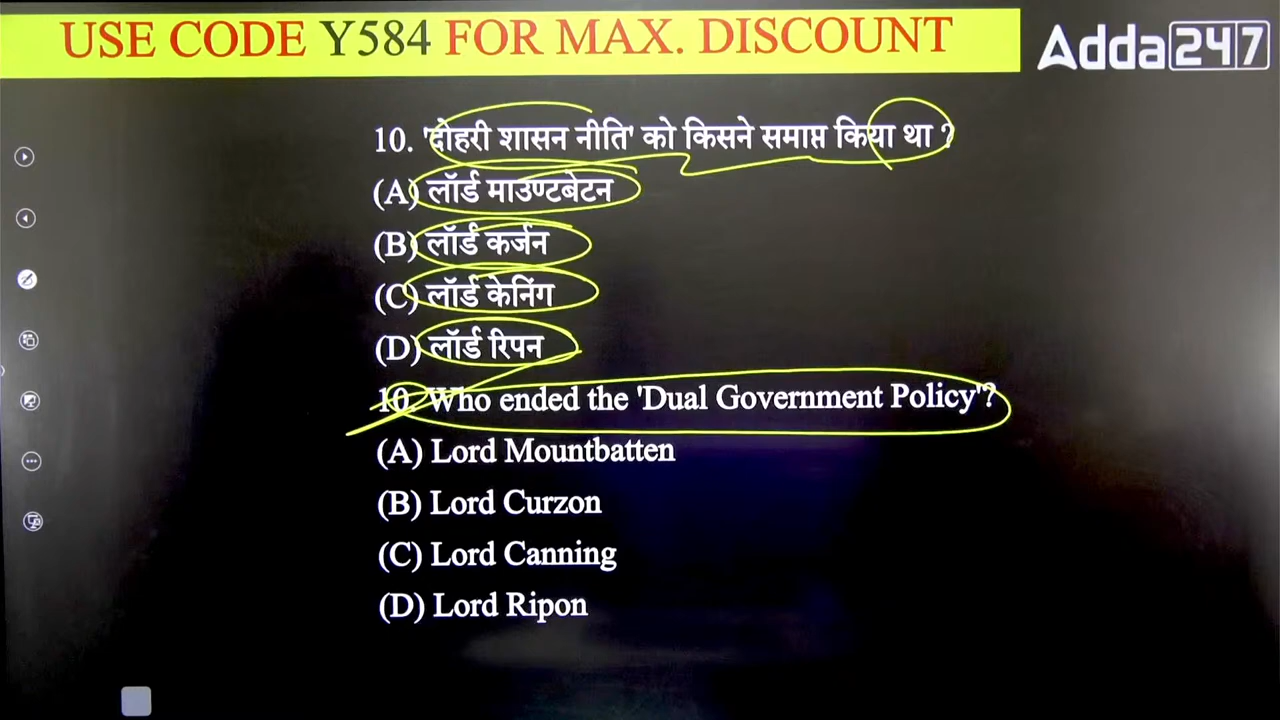 USE CODE Y584 FOR MAX. DISCOUNT
Adda247
10. 'दोहरी शासन नीति' को किसने समाप्त किया था ?
(A) लॉर्ड माउण्टबेटन
(B) लॉर्ड कर्जन
(C) लॉर्ड केनिंग
(D) लॉर्ड रिपन
10. Who ended the 'Dual Government Policy'?
(A) Lord Mountbatten
(B) Lord Curzon
(C) Lord Canning
(D) Lord Ripon